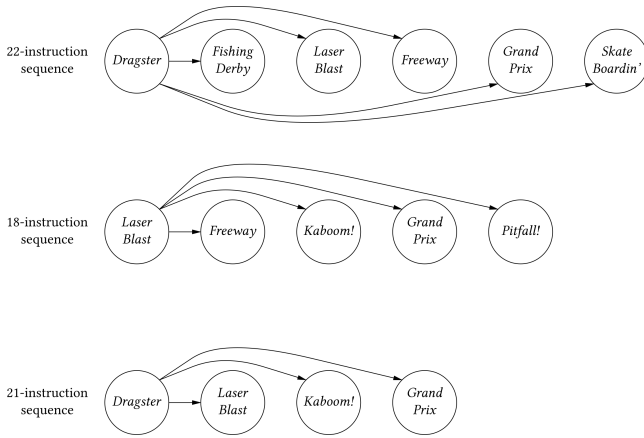 22-instruction
sequence
Dragster
Fishing
Derby
Laser
Blast
Freeway
Grand
Prix
Skate
Boardin’
18-instruction
sequence
Laser
Blast
Freeway
Kaboom!
Grand
Prix
Pitfall!
21-instruction
sequence
Dragster
Laser
Blast
Kaboom!
Grand
Prix